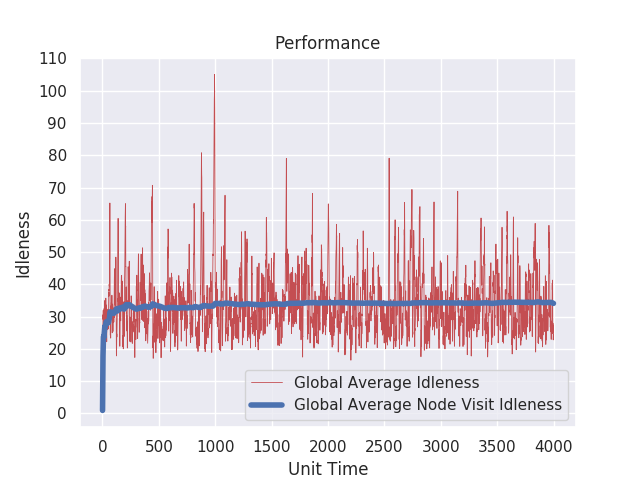 Performance
110
100
90
80
70
60
50
40
30
20
10
0
Idleness
Global Average Idleness
Global Average Node Visit Idleness
0 500 1000 1500 2000 2500 3000 3500 4000
Unit Time